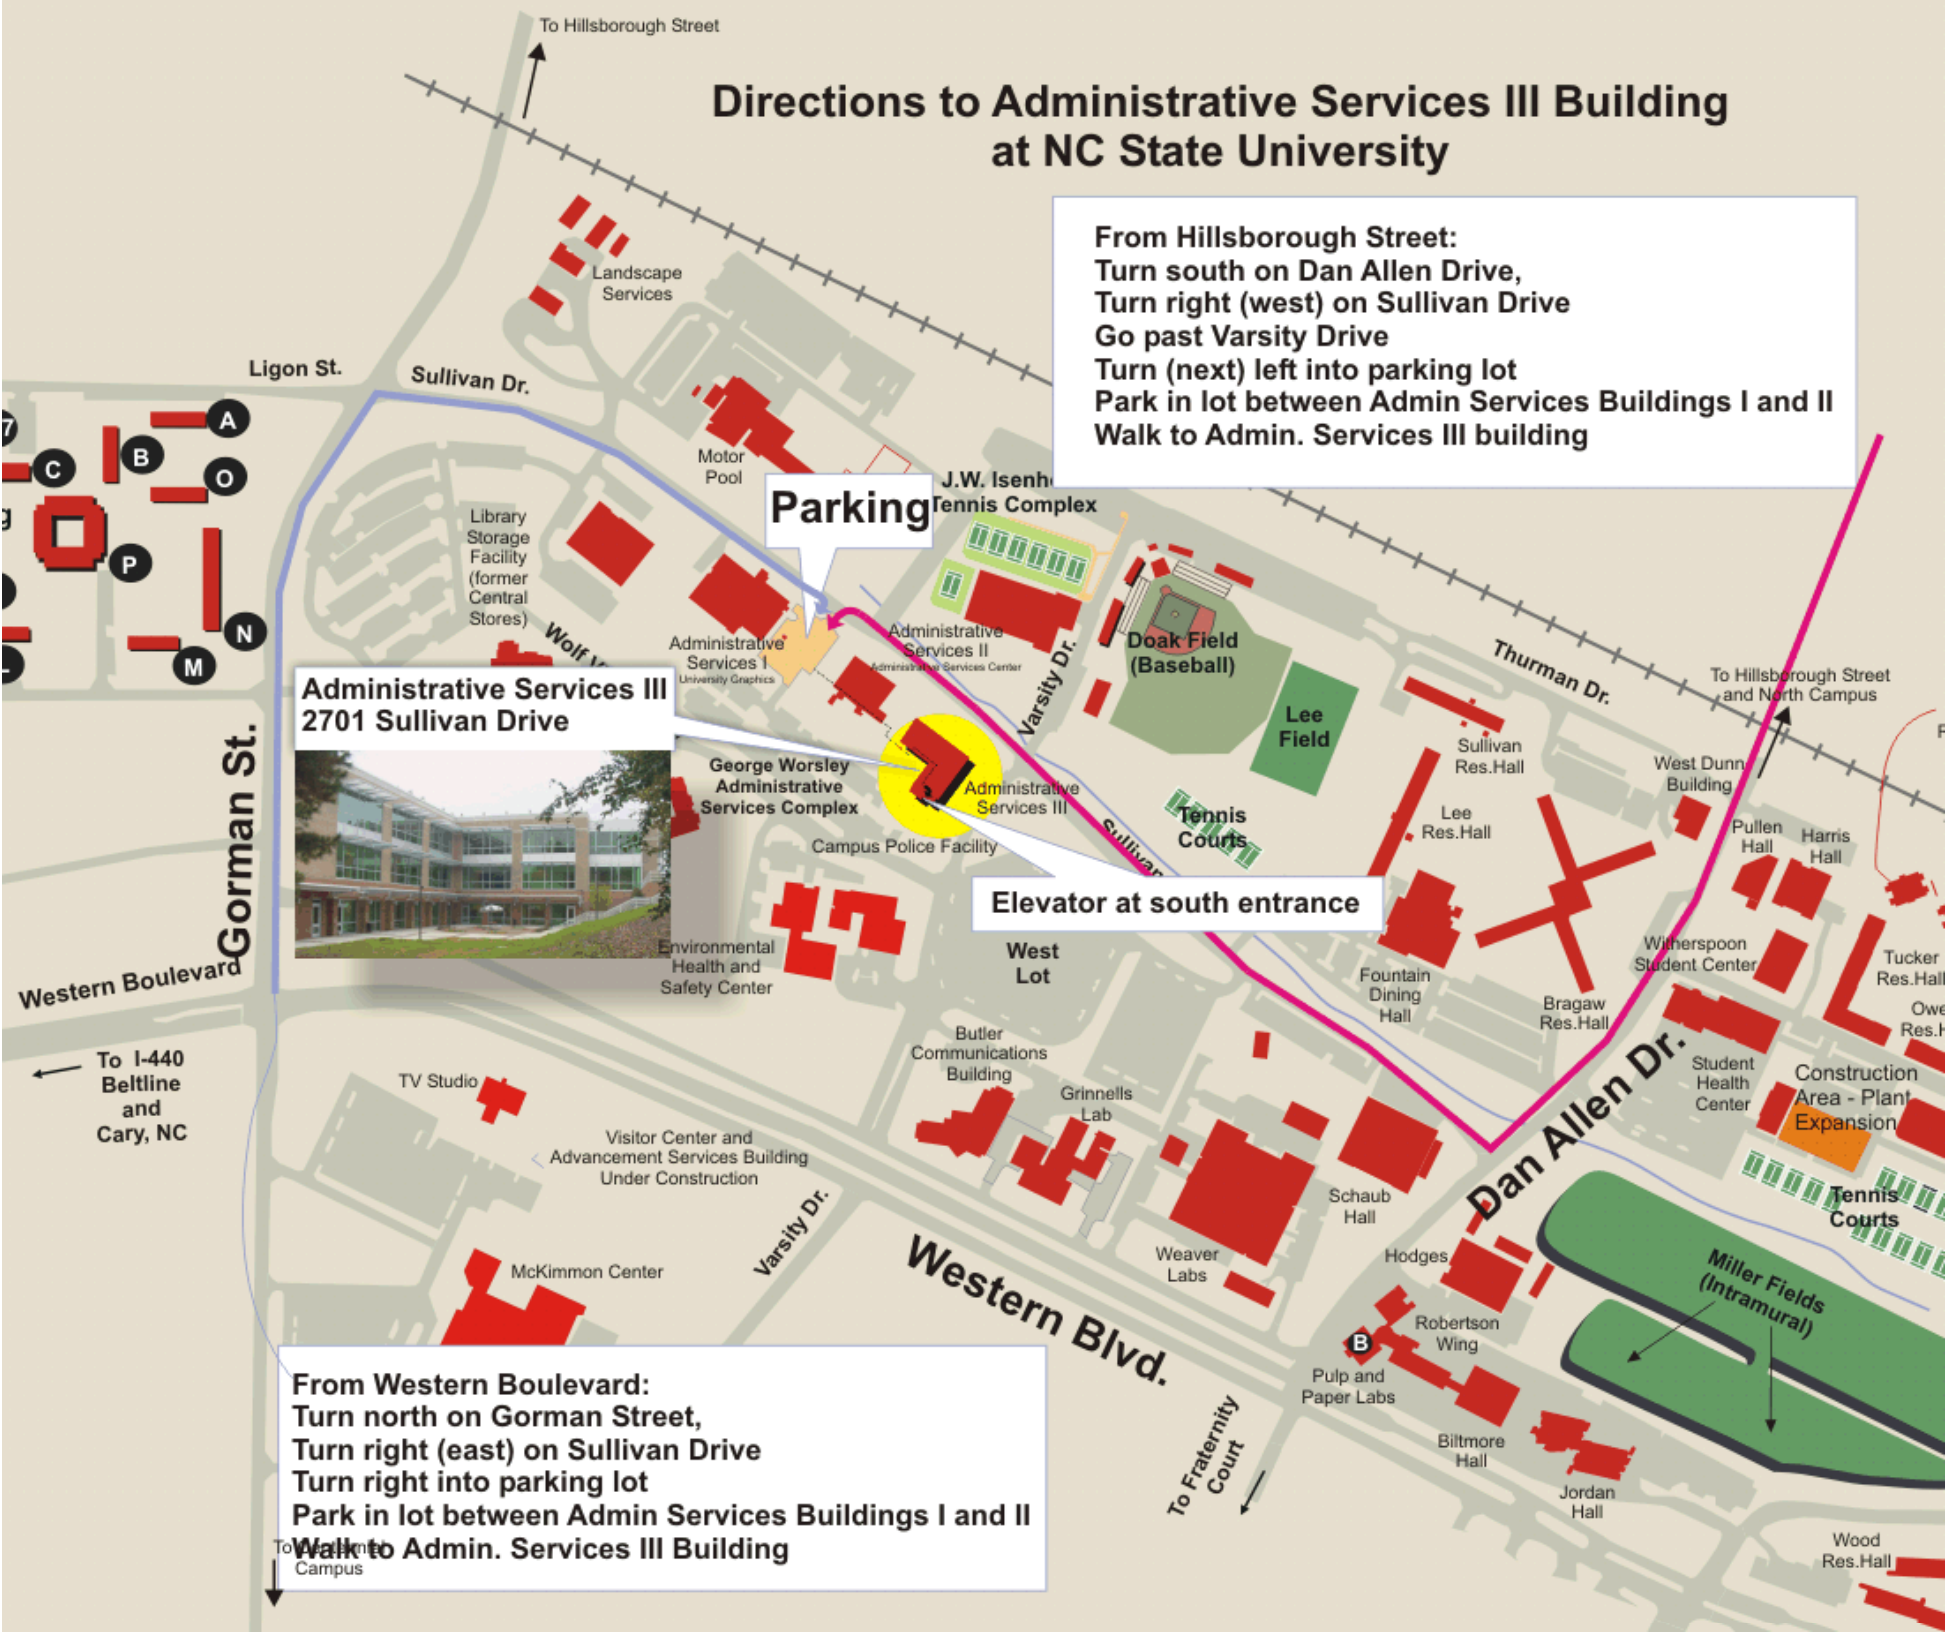 To Hillsborough Street
Directions to Administrative Services III Building
at NC State University
From Hillsborough Street:
Turn south on Dan Allen Drive,
Turn right (west) on Sullivan Drive
Go past Varsity Drive
Turn (next) left into parking lot
Park in lot between Admin Services Buildings I and II
Walk to Admin. Services III building
Landscape
Services
Ligon St.
Sullivan Dr.
7
A
B
C
O
P
N
M
L
g
Motor
Pool
Parking
J.W. Isenh
Tennis Complex
Library
Storage
Facility
(former
Central
Stores)
Wolf V
Administrative
Services I
University Graphics
Administrative
Services II
Administrative Services Center
Varsity Dr.
Doak Field
(Baseball)
Lee
Field
Thurman Dr.
To Hillsborough Street
and North Campus
Sullivan
Res.Hall
West Dunn
Building
Administrative Services III
2701 Sullivan Drive
George Worsley
Administrative
Services Complex
Administrative
Services III
Campus Police Facility
Sullivan
Tennis
Courts
Lee
Res.Hall
Pullen
Hall
Harris
Hall
Elevator at south entrance
Gorman St.
Western Boulevard
Environmental
Health and
Safety Center
West
Lot
Fountain
Dining
Hall
Bragaw
Res.Hall
Witherspoon
Student Center
Tucker
Res.Hall
Owe
Res.H
To I-440
Beltline
and
Cary, NC
TV Studio
Butler
Communications
Building
Grinnells
Lab
Dan Allen Dr.
Student
Health
Center
Construction
Area - Plant
Expansion
Visitor Center and
Advancement Services Building
Under Construction
Varsity Dr.
Schaub
Hall
Tennis
Courts
Weaver
Labs
Hodges
Miller Fields
(Intramural)
McKimmon Center
Western Blvd.
Robertson
Wing
B
Pulp and
Paper Labs
Biltmore
Hall
Jordan
Hall
To Fraternity
Court
Wood
Res.Hall
From Western Boulevard:
Turn north on Gorman Street,
Turn right (east) on Sullivan Drive
Turn right into parking lot
Park in lot between Admin Services Buildings I and II
Walk to Admin. Services III Building
To Centennial
Campus